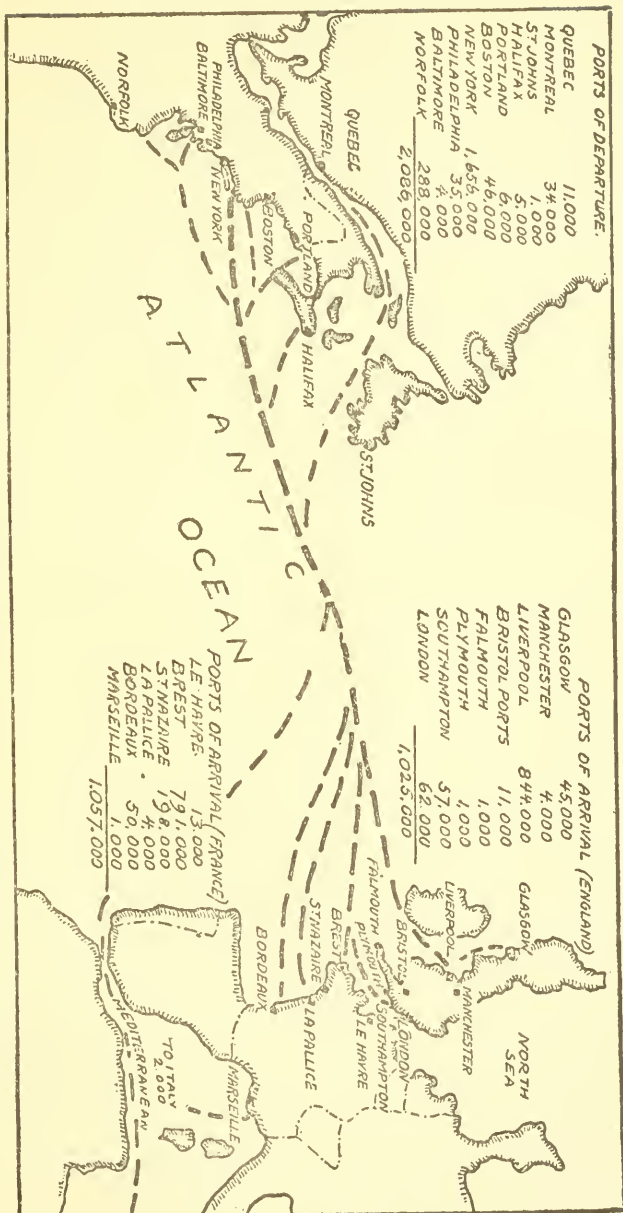 PORTS OF DEPARTURE.
QUEBEC 11.000
MONTREAL 34.000
ST JOHNS 1.000
HALIFAX 5,000
PORTLAND 6,000
BOSTON 46,000
NEW YORK 1,656,000
PHILADELPHIA 35,000
BALTIMORE 4.000
NORFOLK 288.000
2,086,000
PORTS OF ARRIVAL (ENGLAND)
GLASGOW 45.000
MANCHESTER 4.000
LIVERPOOL 844.000
BRISTOL PORTS 11,000
FALMOUTH 1,000
PLYMOUTH 1,000
SOUTHAMPTON 57.000
LONDON 62.000
1,025.000
QUEBEC
MONTREAL
PORTLAND
HALIFAX
ST.JOHNS
BOSTON
NEW YORK
PHILADELPHIA
BALTIMORE
NORFOLK
ATLANTIC
OCEAN
GLASGOW
NORTH
SEA
LIVERPOOL
MANCHESTER
BRISTOL
LONDON
FALMOUTH
PLYMOUTH
SOUTHAMPTON
LE HAVRE
BREST
ST.NAZAIRE
LA PALLICE
BORDEAUX
MARSEILLE
TO ITALY
2.000
MEDITERRANEAN
PORTS OF ARRIVAL (FRANCE)
LE-HAVRE. 13.000
BREST 791.000
ST.NAZAIRE 198,000
LA PALLICE. 4.000
BORDEAUX 50,000
MARSEILLE 1.000
1.057.000